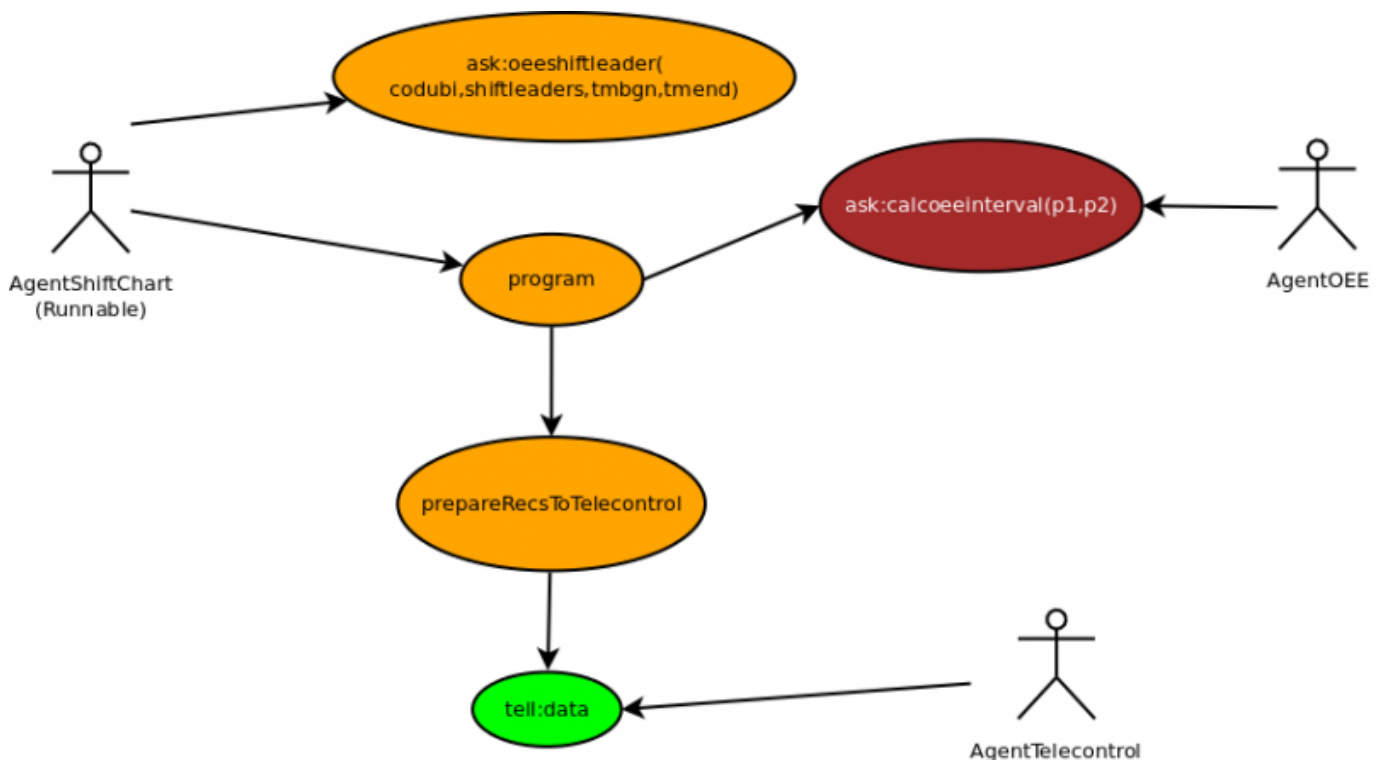 ask:oeeshiftleader(
codubi,shiftleaders,tmbgn,tmend)
ask:calcoeeinterval(p1,p2)
AgentShiftChart
(Runnable)
program
AgentOEE
prepareRecsToTelecontrol
tell:data
AgentTelecontrol